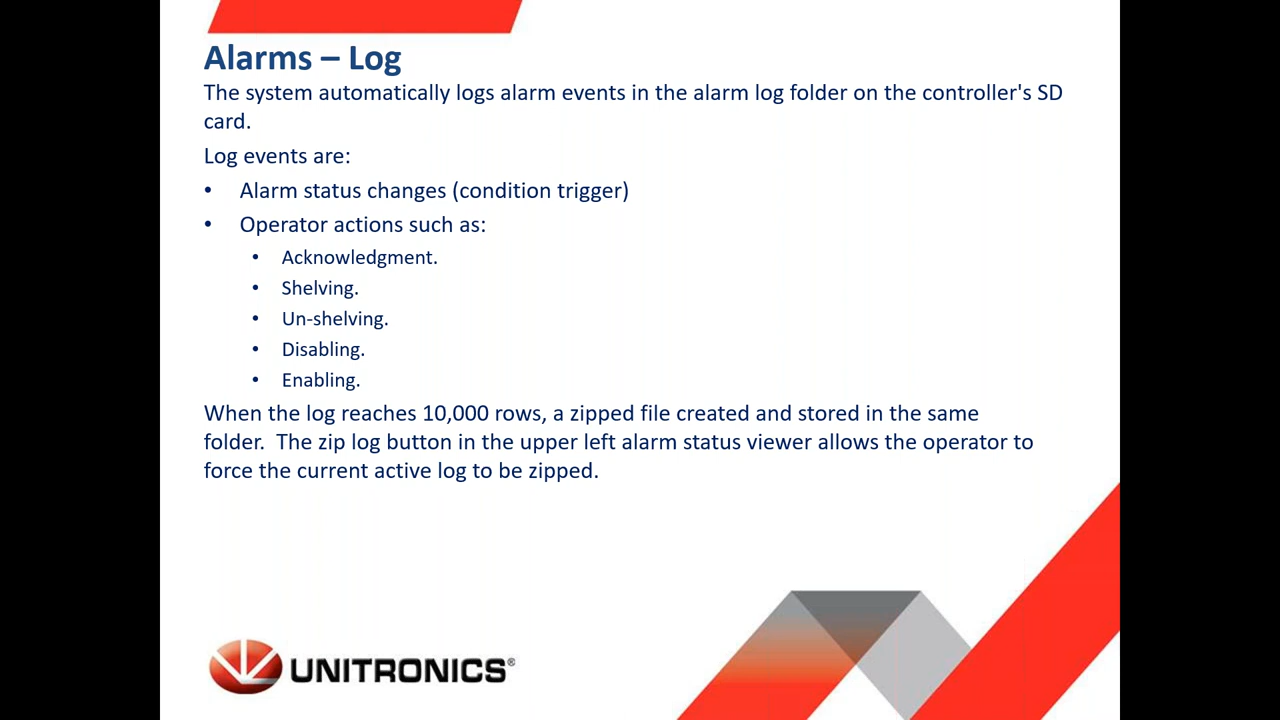 Alarms – Log
The system automatically logs alarm events in the alarm log folder on the controller's SD
card.
Log events are:
• Alarm status changes (condition trigger)
• Operator actions such as:
• Acknowledgment.
• Shelving.
• Un-shelving.
• Disabling.
• Enabling.
When the log reaches 10,000 rows, a zipped file created and stored in the same
folder.  The zip log button in the upper left alarm status viewer allows the operator to
force the current active log to be zipped.
UNITRONICS®